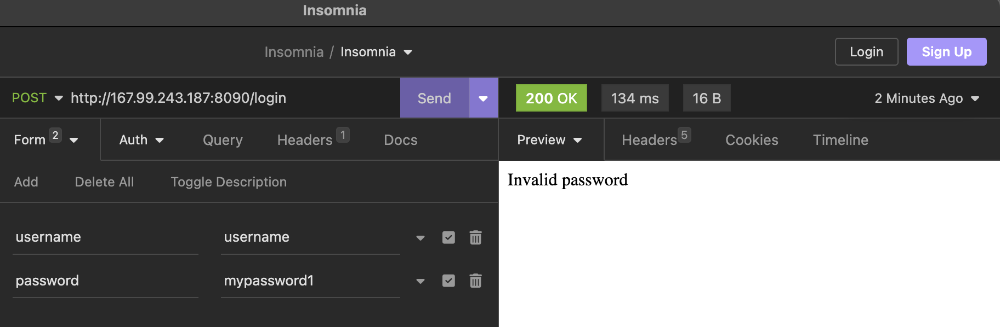 Insomnia
Insomnia / Insomnia
Login
Sign Up
POST http://167.99.243.187:8090/login
Send
200 OK
134 ms
16 B
2 Minutes Ago
Form 2
Auth
Query
Headers 1
Docs
Preview
Headers 5
Cookies
Timeline
Add
Delete All
Toggle Description
username username
password mypassword1
Invalid password